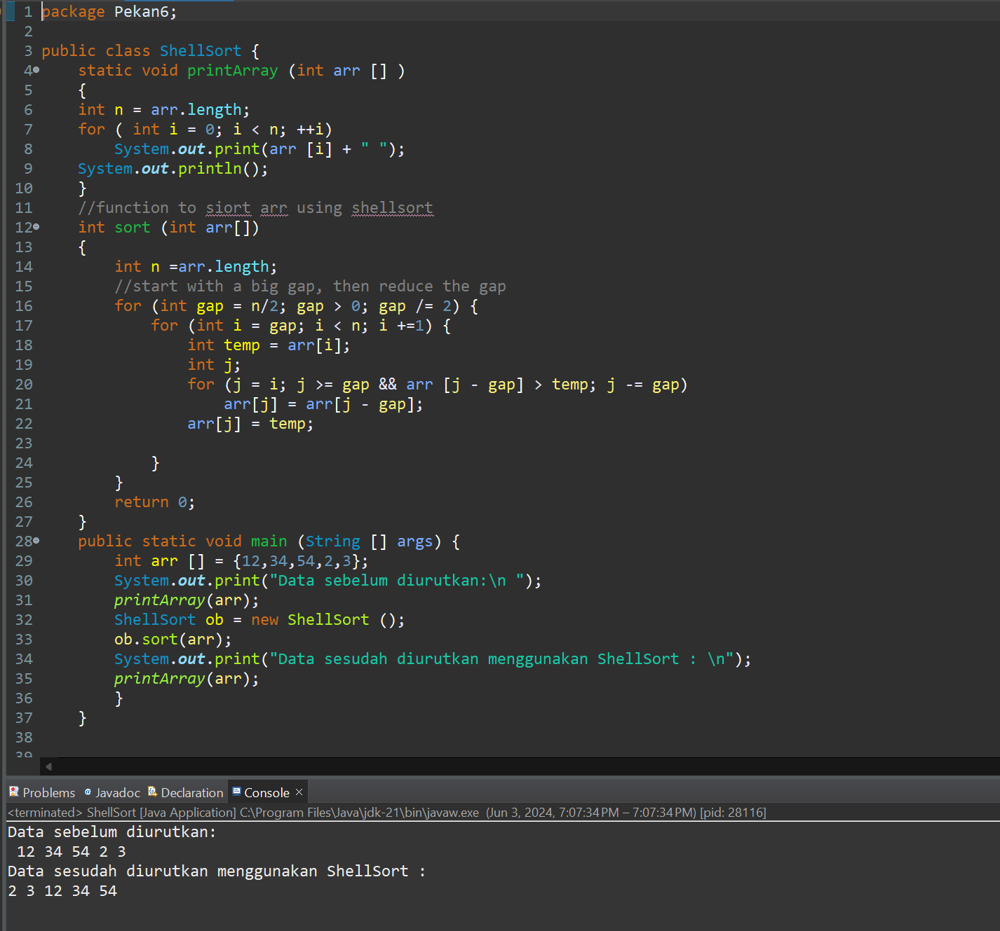 1 package Pekan6;
2
3 public class ShellSort {
4     static void printArray (int arr [] )
5     {
6     int n = arr.length;
7     for ( int i = 0; i < n; ++i)
8         System.out.print(arr [i] + " ");
9     System.out.println();
10     }
11     //function to siort arr using shellsort
12     int sort (int arr[])
13     {
14         int n =arr.length;
15         //start with a big gap, then reduce the gap
16         for (int gap = n/2; gap > 0; gap /= 2) {
17             for (int i = gap; i < n; i +=1) {
18                 int temp = arr[i];
19                 int j;
20                 for (j = i; j >= gap && arr [j - gap] > temp; j -= gap)
21                     arr[j] = arr[j - gap];
22                 arr[j] = temp;
23
24             }
25         }
26         return 0;
27     }
28     public static void main (String [] args) {
29         int arr [] = {12,34,54,2,3};
30         System.out.print("Data sebelum diurutkan:\n ");
31         printArray(arr);
32         ShellSort ob = new ShellSort ();
33         ob.sort(arr);
34         System.out.print("Data sesudah diurutkan menggunakan ShellSort : \n");
35         printArray(arr);
36         }
37     }
38
39
Problems @ Javadoc Declaration Console ×
<terminated> ShellSort [Java Application] C:\Program Files\Java\jdk-21\bin\javaw.exe (Jun 3, 2024, 7:07:34 PM – 7:07:34 PM) [pid: 28116]
Data sebelum diurutkan:
 12 34 54 2 3
Data sesudah diurutkan menggunakan ShellSort :
2 3 12 34 54